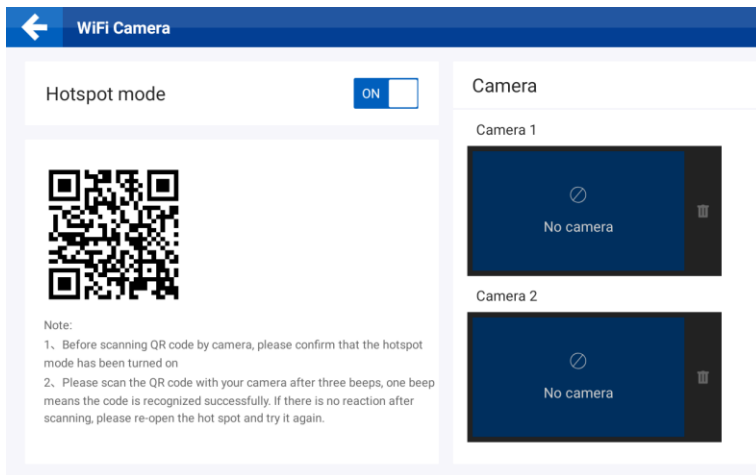 WiFi Camera
Hotspot mode
ON
Note:
1、Before scanning QR code by camera, please confirm that the hotspot
mode has been turned on
2、Please scan the QR code with your camera after three beeps, one beep
means the code is recognized successfully. If there is no reaction after
scanning, please re-open the hot spot and try it again.
Camera
Camera 1
No camera
Camera 2
No camera